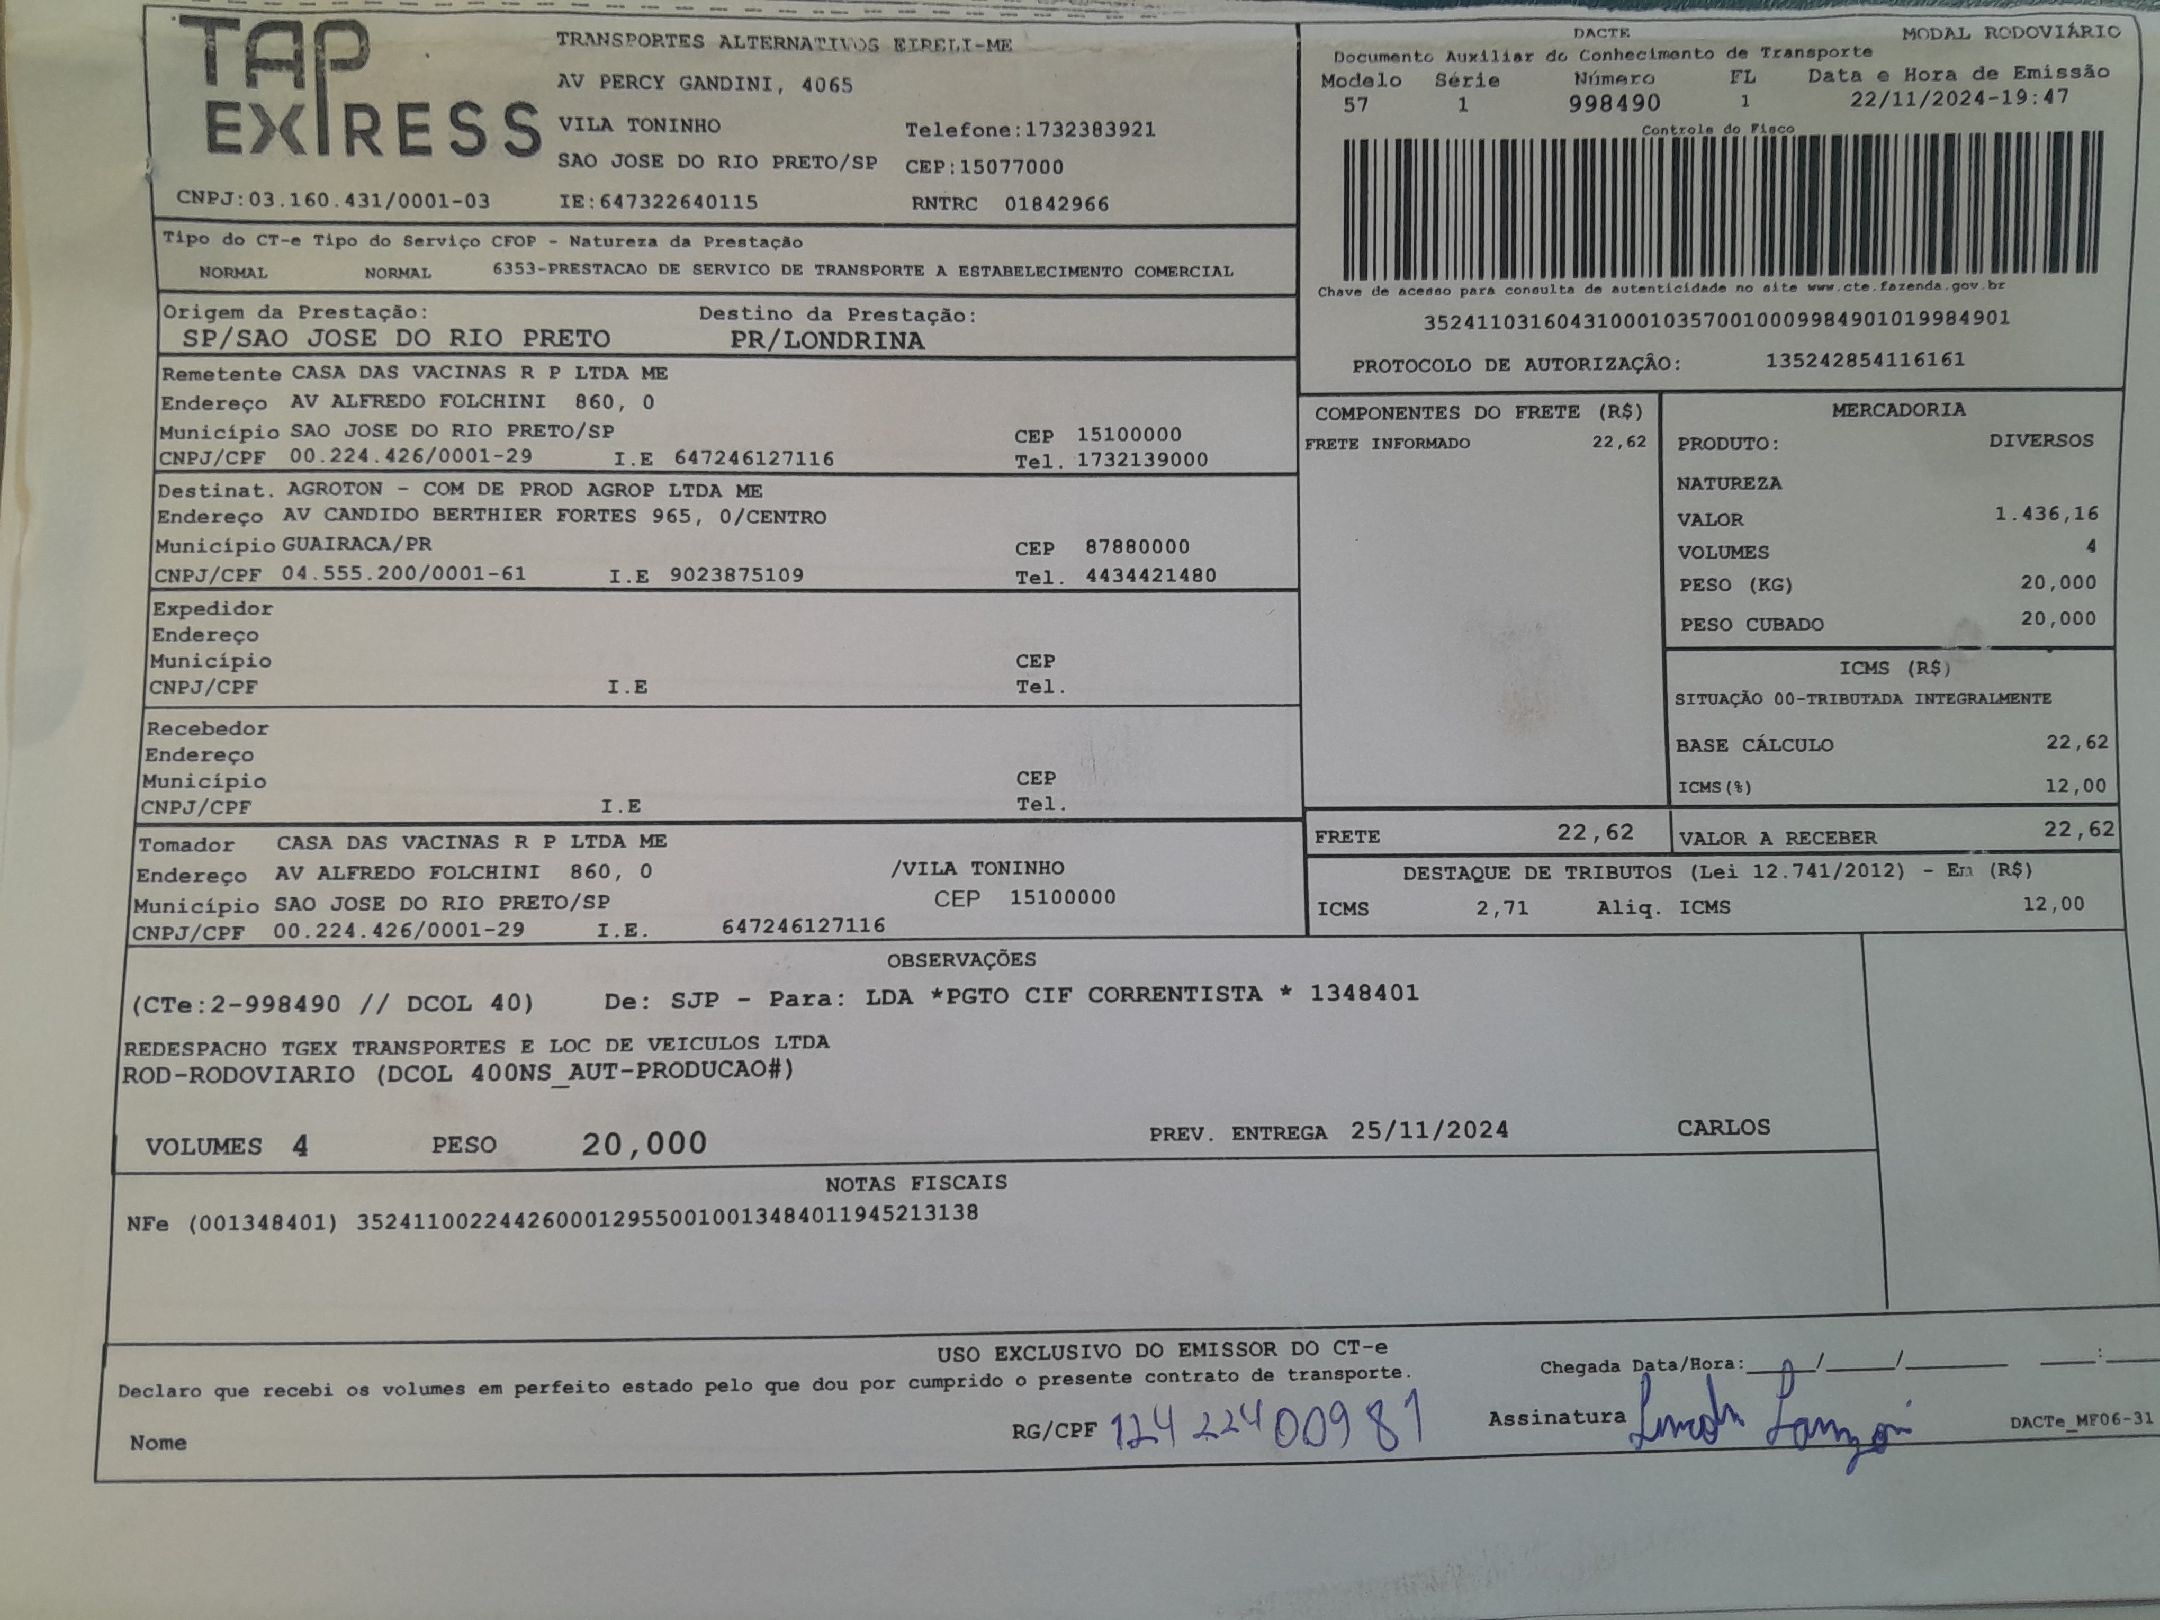 TAP EXPRESS
TRANSPORTES ALTERNATIVOS EIRELI-ME
AV PERCY GANDINI, 4065
VILA TONINHO Telefone:1732383921
SAO JOSE DO RIO PRETO/SP CEP:15077000
CNPJ:03.160.431/0001-03 IE:647322640115 RNTRC 01842966
DACTE MODAL RODOVIÁRIO
Documento Auxiliar do Conhecimento de Transporte
Modelo Série Número FL Data e Hora de Emissão
57 1 998490 1 22/11/2024-19:47
Controle do Fisco
Chave de acesso para consulta de autenticidade no site www.cte.fazenda.gov.br
35241103160431000103570010009984901019984901
PROTOCOLO DE AUTORIZAÇÃO: 135242854116161
Tipo do CT-e Tipo do Serviço CFOP - Natureza da Prestação
NORMAL NORMAL 6353-PRESTACAO DE SERVICO DE TRANSPORTE A ESTABELECIMENTO COMERCIAL
Origem da Prestação: Destino da Prestação:
SP/SAO JOSE DO RIO PRETO PR/LONDRINA
Remetente CASA DAS VACINAS R P LTDA ME
Endereço AV ALFREDO FOLCHINI 860, 0
Município SAO JOSE DO RIO PRETO/SP CEP 15100000
CNPJ/CPF 00.224.426/0001-29 I.E 647246127116 Tel. 1732139000
Destinat. AGROTON - COM DE PROD AGROP LTDA ME
Endereço AV CANDIDO BERTHIER FORTES 965, 0/CENTRO
Município GUAIRACA/PR CEP 87880000
CNPJ/CPF 04.555.200/0001-61 I.E 9023875109 Tel. 4434421480
Expedidor
Endereço
Município CEP
CNPJ/CPF I.E Tel.
Recebedor
Endereço
Município CEP
CNPJ/CPF I.E Tel.
Tomador CASA DAS VACINAS R P LTDA ME
Endereço AV ALFREDO FOLCHINI 860, 0 /VILA TONINHO
Município SAO JOSE DO RIO PRETO/SP CEP 15100000
CNPJ/CPF 00.224.426/0001-29 I.E. 647246127116
COMPONENTES DO FRETE (R$)
FRETE INFORMADO 22,62
MERCADORIA
PRODUTO: DIVERSOS
NATUREZA
VALOR 1.436,16
VOLUMES 4
PESO (KG) 20,000
PESO CUBADO 20,000
ICMS (R$)
SITUAÇÃO 00-TRIBUTADA INTEGRALMENTE
BASE CÁLCULO 22,62
ICMS(%) 12,00
FRETE 22,62 VALOR A RECEBER 22,62
DESTAQUE DE TRIBUTOS (Lei 12.741/2012) - Em (R$)
ICMS 2,71 Aliq. ICMS 12,00
OBSERVAÇÕES
(CTe:2-998490 // DCOL 40) De: SJP - Para: LDA *PGTO CIF CORRENTISTA * 1348401
REDESPACHO TGEX TRANSPORTES E LOC DE VEICULOS LTDA
ROD-RODOVIARIO (DCOL 400NS_AUT-PRODUCAO#)
VOLUMES 4 PESO 20,000 PREV. ENTREGA 25/11/2024 CARLOS
NOTAS FISCAIS
NFe (001348401) 35241100224426000129550010013484011945213138
USO EXCLUSIVO DO EMISSOR DO CT-e
Chegada Data/Hora:____/____/______ ___:___
Declaro que recebi os volumes em perfeito estado pelo que dou por cumprido o presente contrato de transporte.
Nome RG/CPF 12422400981 Assinatura DACTe_MF06-31